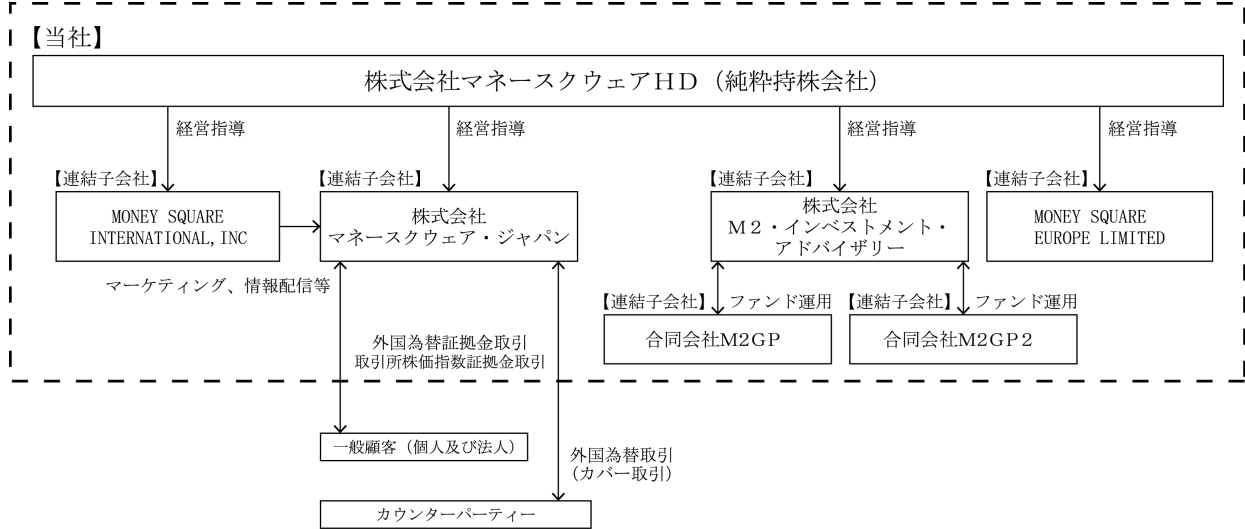 【当社】
株式会社マネースクウェアＨＤ（純粋持株会社）
経営指導
経営指導
経営指導
経営指導
【連結子会社】
【連結子会社】
【連結子会社】
【連結子会社】
MONEY SQUARE
INTERNATIONAL,INC
株式会社
マネースクウェア・ジャパン
株式会社
Ｍ２・インベストメント・
アドバイザリー
MONEY SQUARE
EUROPE LIMITED
マーケティング、情報配信等
【連結子会社】
ファンド運用
【連結子会社】
ファンド運用
合同会社M2GP
合同会社M2GP２
外国為替証拠金取引
取引所株価指数証拠金取引
一般顧客（個人及び法人）
外国為替取引
（カバー取引）
カウンターパーティー